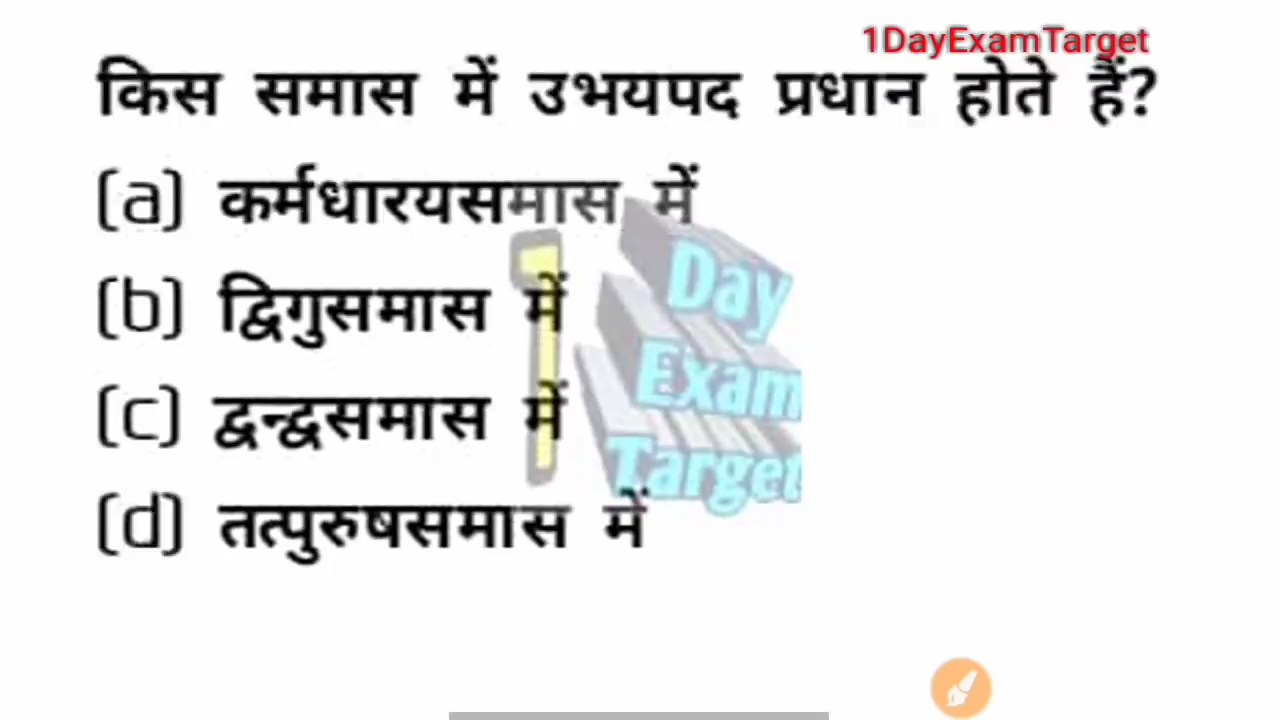 1DayExamTarget
किस समास में उभयपद प्रधान होते हैं?
(a) कर्मधारयसमास में
(b) द्विगुसमास में
(c) द्वन्द्वसमास में
(d) तत्पुरुषसमास में
1
Day
Exam
Target